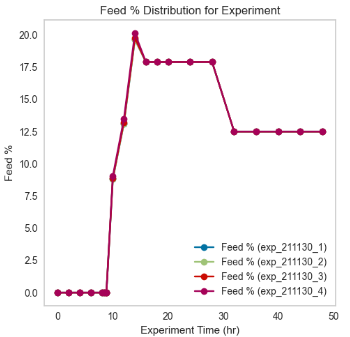 Feed % Distribution for Experiment
20.0
17.5
15.0
12.5
10.0
7.5
5.0
2.5
0.0
Feed %
Feed % (exp_211130_1)
Feed % (exp_211130_2)
Feed % (exp_211130_3)
Feed % (exp_211130_4)
0 10 20 30 40 50
Experiment Time (hr)